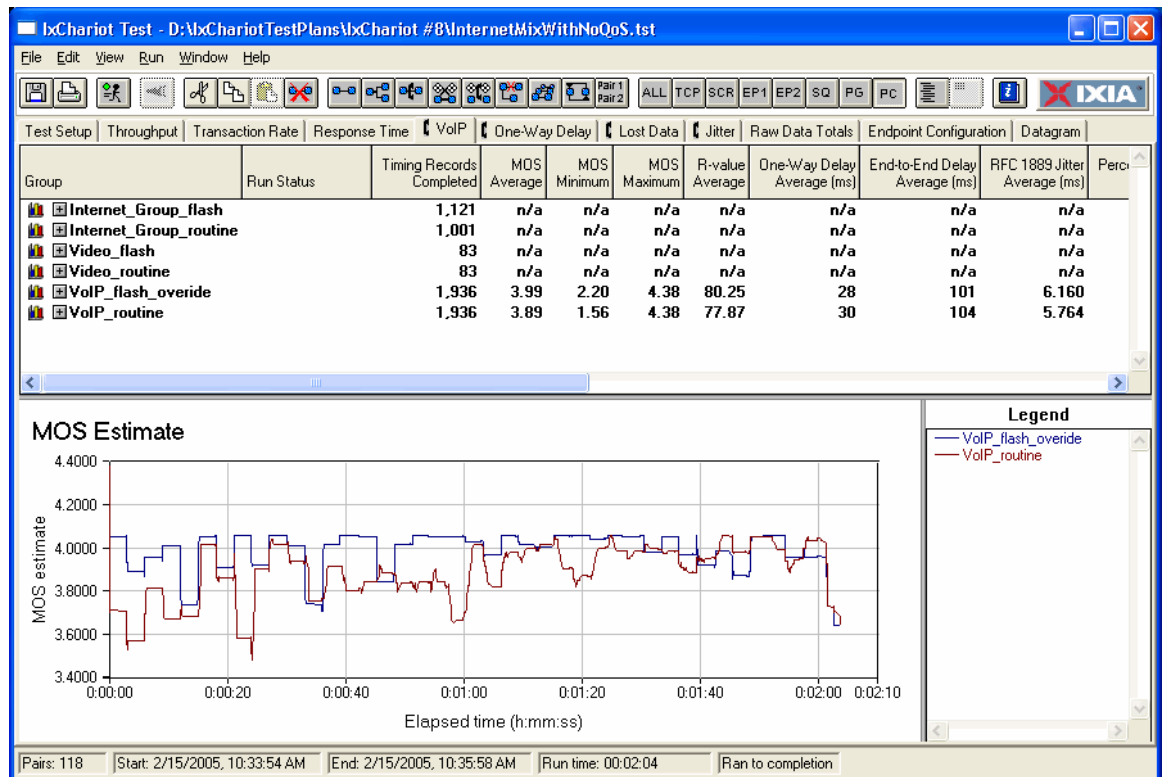 IxChariot Test - D:\IxChariotTestPlans\IxChariot #8\InternetMixWithNoQoS.tst
File Edit View Run Window Help
Pair 1 Pair 2 ALL TCP SCR EP1 EP2 SQ PG PC i IXIA
Test Setup Throughput Transaction Rate Response Time VoIP One-Way Delay Lost Data Jitter Raw Data Totals Endpoint Configuration Datagram
Group Run Status Timing Records Completed MOS Average MOS Minimum MOS Maximum R-value Average One-Way Delay Average (ms) End-to-End Delay Average (ms) RFC 1889 Jitter Average (ms) Perc
Internet_Group_flash 1,121 n/a n/a n/a n/a n/a n/a n/a
Internet_Group_routine 1,001 n/a n/a n/a n/a n/a n/a n/a
Video_flash 83 n/a n/a n/a n/a n/a n/a n/a
Video_routine 83 n/a n/a n/a n/a n/a n/a n/a
VoIP_flash_overide 1,936 3.99 2.20 4.38 80.25 28 101 6.160
VoIP_routine 1,936 3.89 1.56 4.38 77.87 30 104 5.764
MOS Estimate
4.4000
4.2000
4.0000
3.8000
3.6000
3.4000
MOS estimate
0:00:00 0:00:20 0:00:40 0:01:00 0:01:20 0:01:40 0:02:00 0:02:10
Elapsed time (h:mm:ss)
Legend
VoIP_flash_overide
VoIP_routine
Pairs: 118 Start: 2/15/2005, 10:33:54 AM End: 2/15/2005, 10:35:58 AM Run time: 00:02:04 Ran to completion